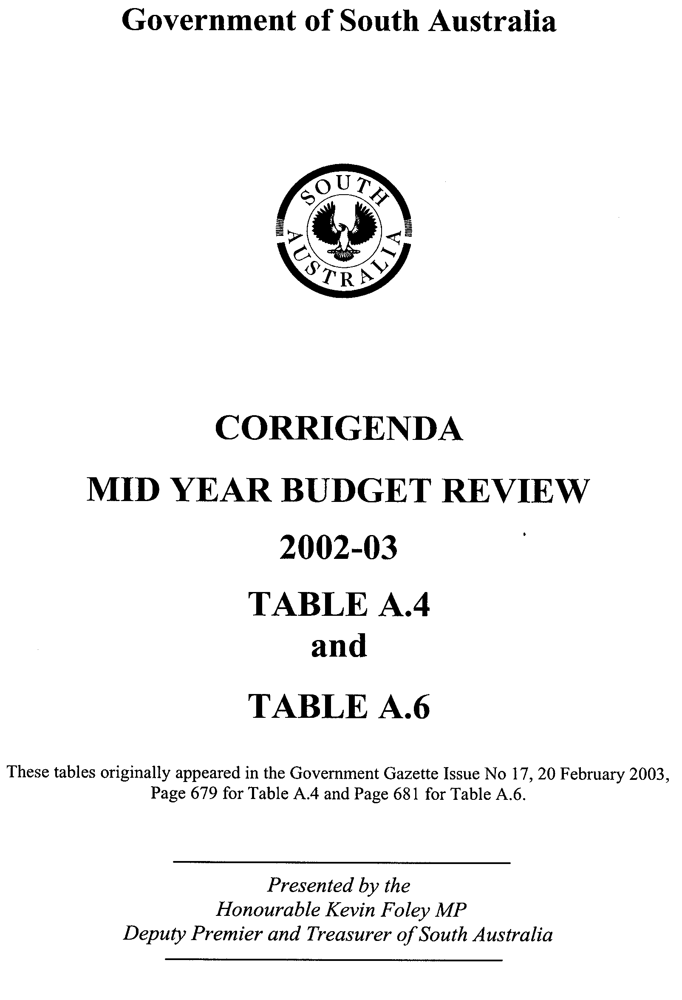 Government of South Australia
SOUTH
AUSTRALIA
CORRIGENDA
MID YEAR BUDGET REVIEW
2002-03
TABLE A.4
and
TABLE A.6
These tables originally appeared in the Government Gazette Issue No 17, 20 February 2003,
Page 679 for Table A.4 and Page 681 for Table A.6.
Presented by the
Honourable Kevin Foley MP
Deputy Premier and Treasurer of South Australia